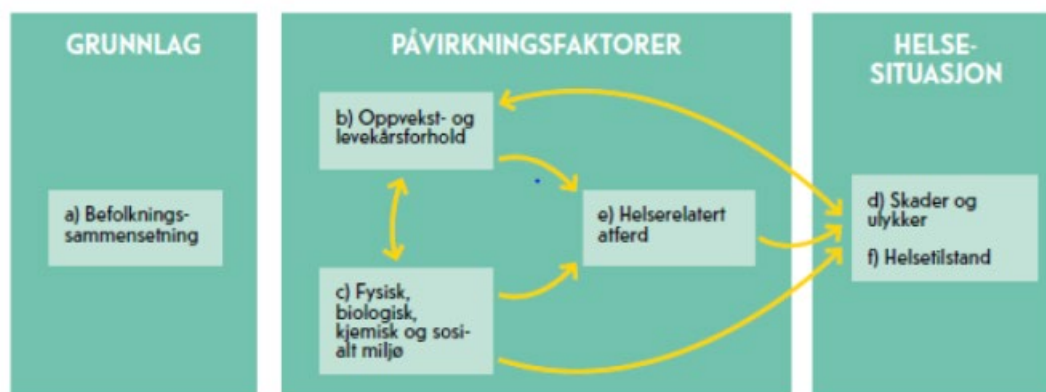 GRUNNLAG
a) Befolknings-
sammensetning
PÅVIRKNINGSFAKTORER
b) Oppvekst- og
levekårsforhold
c) Fysisk,
biologisk,
kjemisk og sosi-
alt miljø
e) Helserelatert
atferd
HELSE-
SITUASJON
d) Skader og
ulykker
f) Helsetilstand